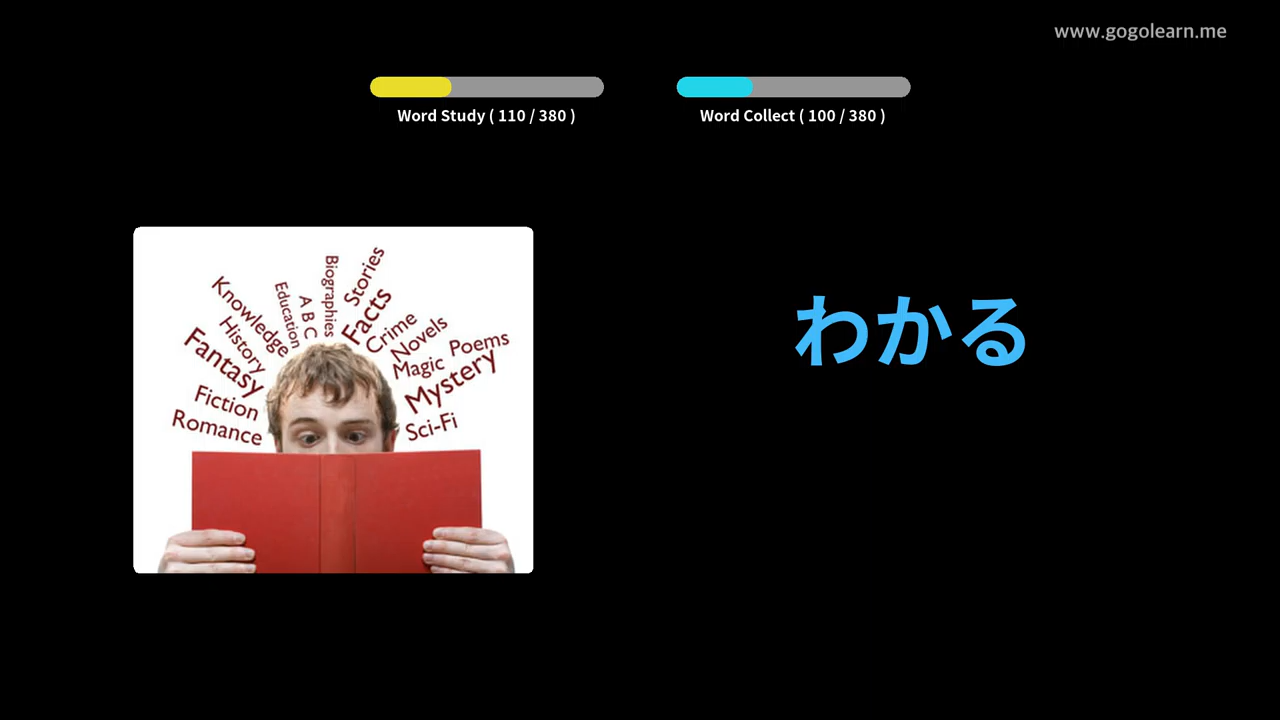 www.gogolearn.me
Word Study ( 110 / 380 )
Word Collect ( 100 / 380 )
Biographies
Stories
Education
A B C
Facts
Knowledge
Crime
History
Novels
Poems
Fantasy
Magic
Mystery
Fiction
Romance
Sci-Fi
わかる